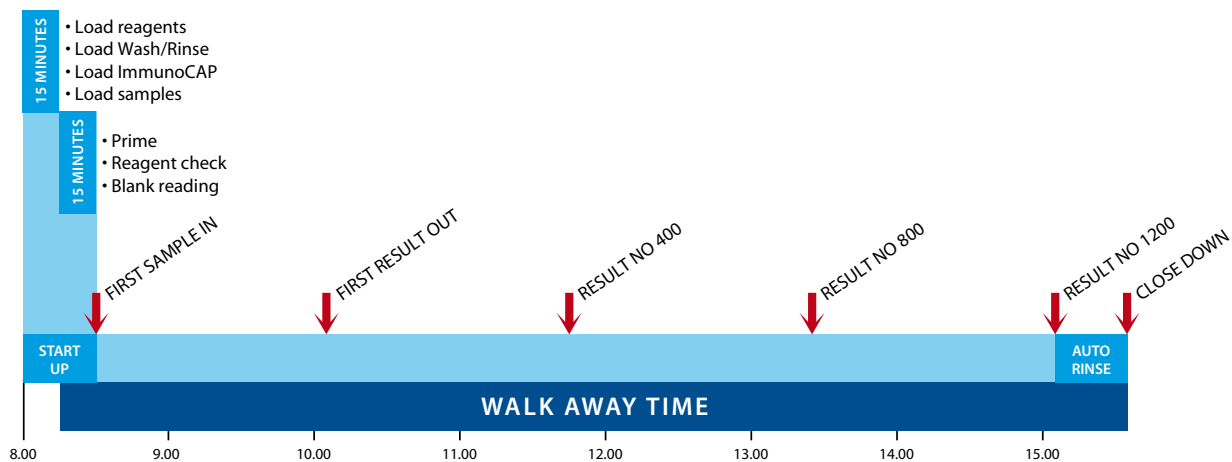 15 MINUTES
• Load reagents
• Load Wash/Rinse
• Load ImmunoCAP
• Load samples
15 MINUTES
• Prime
• Reagent check
• Blank reading
FIRST SAMPLE IN
FIRST RESULT OUT
RESULT NO 400
RESULT NO 800
RESULT NO 1200
CLOSE DOWN
START
UP
AUTO
RINSE
WALK AWAY TIME
8.00
9.00
10.00
11.00
12.00
13.00
14.00
15.00